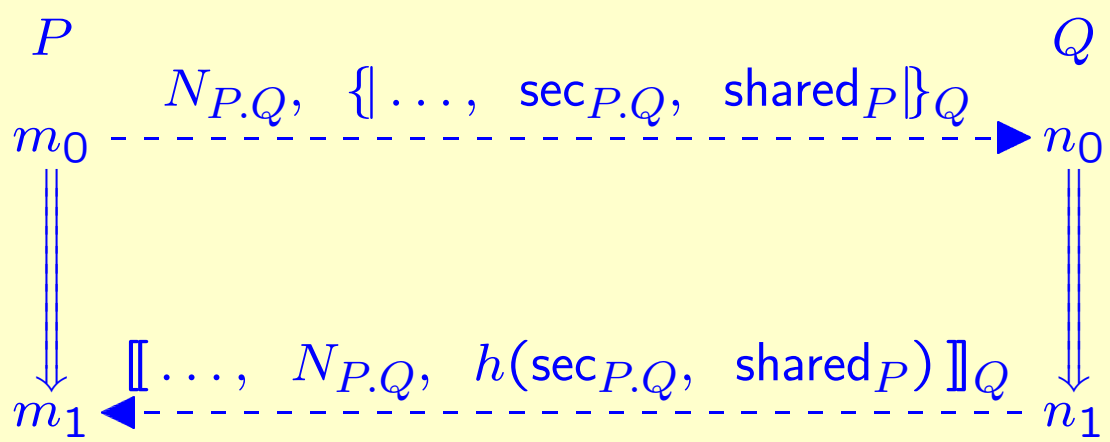 P Q
N_{P.Q}, {|..., sec_{P.Q}, shared_P|}_Q
m_0 n_0
⟦..., N_{P.Q}, h(sec_{P.Q}, shared_P)⟧_Q
m_1 n_1